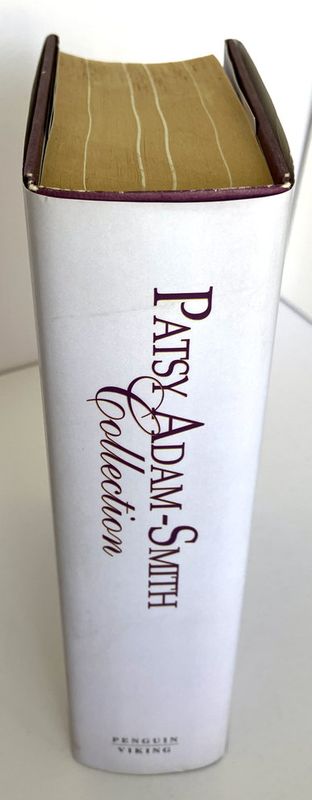 PATSY ADAM-SMITH
Collection
PENGUIN
VIKING